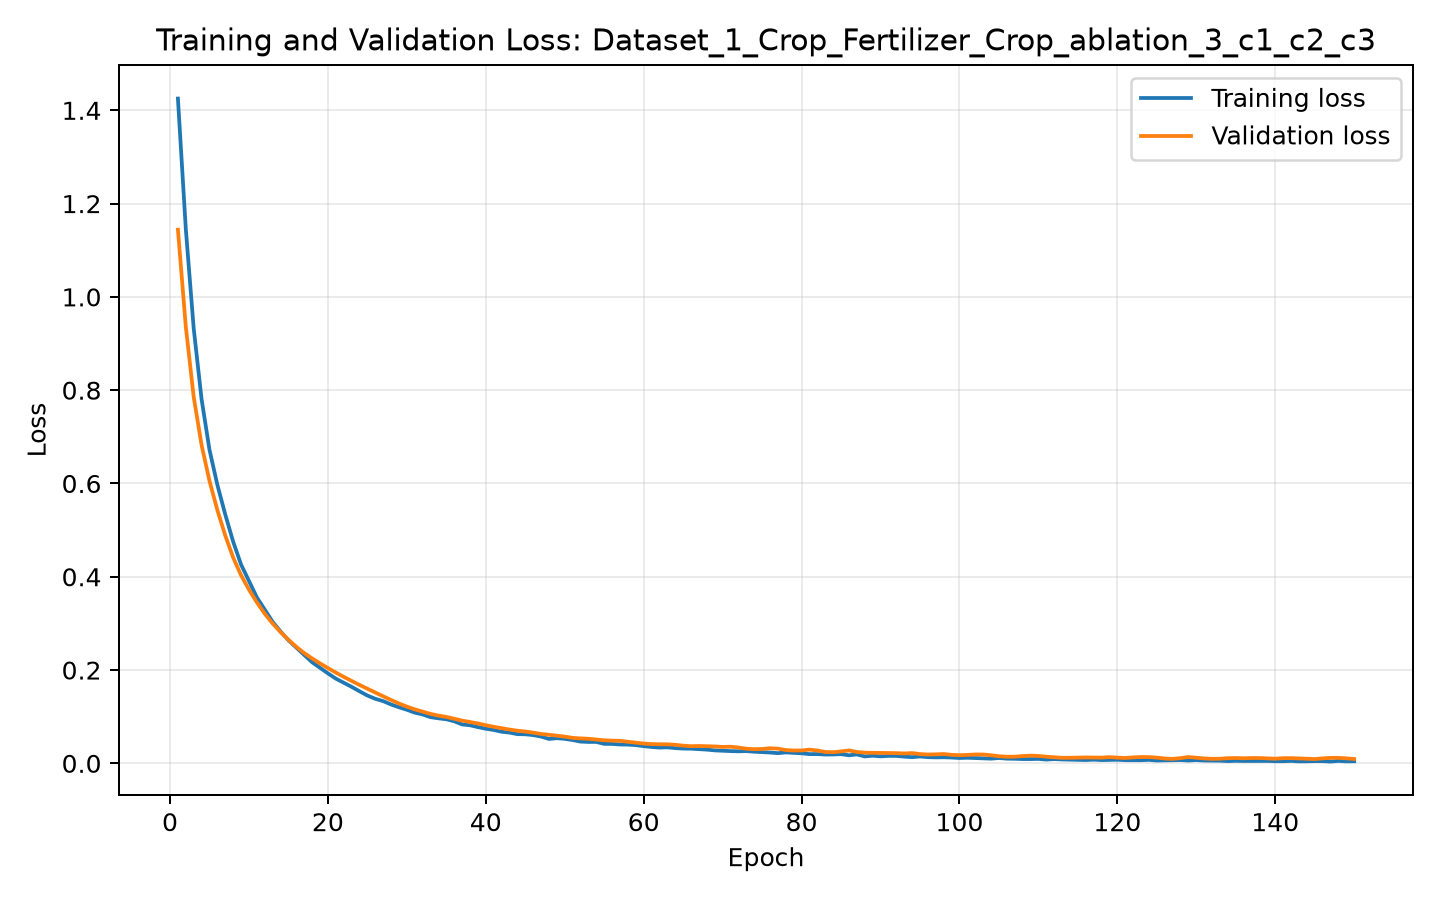 Training and Validation Loss: Dataset_1_Crop_Fertilizer_Crop_ablation_3_c1_c2_c3
Training loss
Validation loss
Loss
1.4
1.2
1.0
0.8
0.6
0.4
0.2
0.0
0 20 40 60 80 100 120 140
Epoch